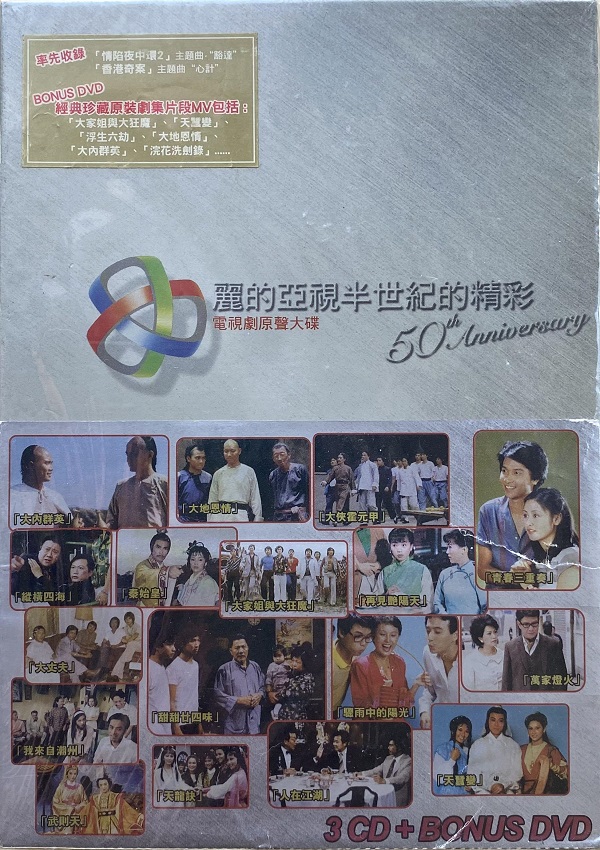 率先收錄「情陷夜中環2」主題曲-"豁達"
「香港奇案」主題曲 "心計"
BONUS DVD
經典珍藏原裝劇集片段MV包括：
「大家姐與大狂魔」、「天蠶變」、
「浮生六劫」、「大地恩情」、
「大內群英」、「浣花洗劍錄」......
麗的亞視半世紀的精彩
電視劇原聲大碟
50th Anniversary
「大內群英」
「大地恩情」
「大俠霍元甲」
「青春三重奏」
「縱橫四海」
「秦始皇」
「大家姐與大狂魔」
「再見艷陽天」
「大丈夫」
「甜甜廿四味」
「驟雨中的陽光」
「萬家燈火」
「我來自潮州」
「天龍訣」
「人在江湖」
「天蠶變」
「武則天」
3 CD + BONUS DVD